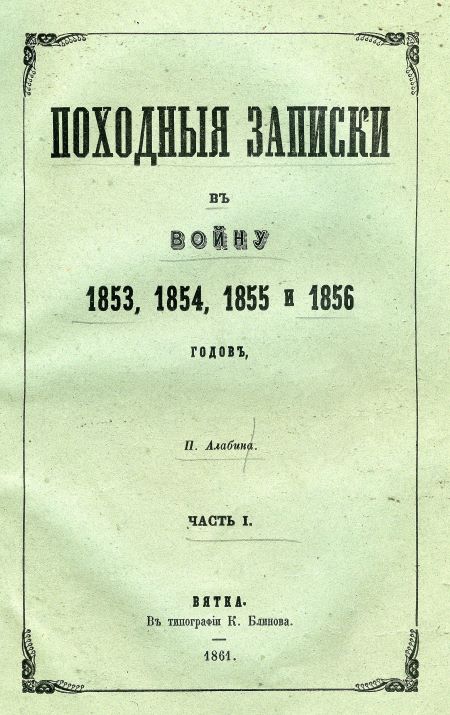 ПОХОДНЫЯ ЗАПИСКИ
ВЪ
ВОЙНУ
1853, 1854, 1855 и 1856
ГОДОВЪ,
П. Алабина.
ЧАСТЬ I.
ВЯТКА.
Въ типографіи К. Блинова.
1861.